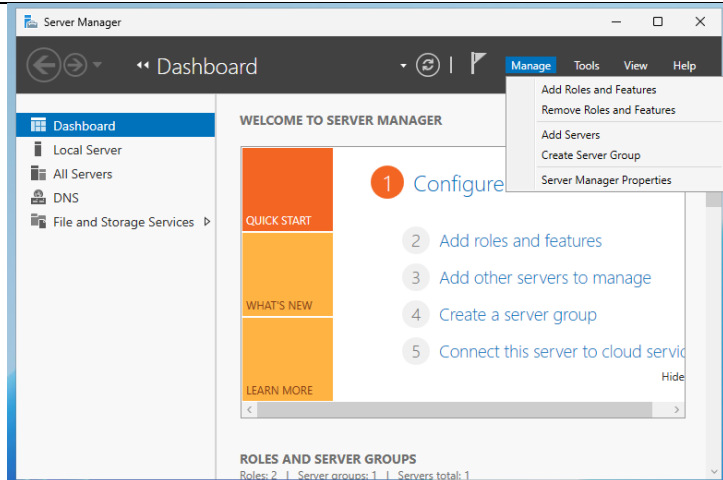 Server Manager
Dashboard
Manage Tools View Help
Add Roles and Features
Remove Roles and Features
Add Servers
Create Server Group
Server Manager Properties
Dashboard
Local Server
All Servers
DNS
File and Storage Services
WELCOME TO SERVER MANAGER
QUICK START
WHAT'S NEW
LEARN MORE
1 Configure
2 Add roles and features
3 Add other servers to manage
4 Create a server group
5 Connect this server to cloud servic
Hide
ROLES AND SERVER GROUPS
Roles: 2 | Server groups: 1 | Servers total: 1